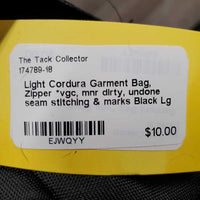 The Tack Collector
174789-18
Light Cordura Garment Bag,
Zipper *vgc, mnr dirty, undone
seam stitching & marks Black Lg
$10.00
EJWQYY